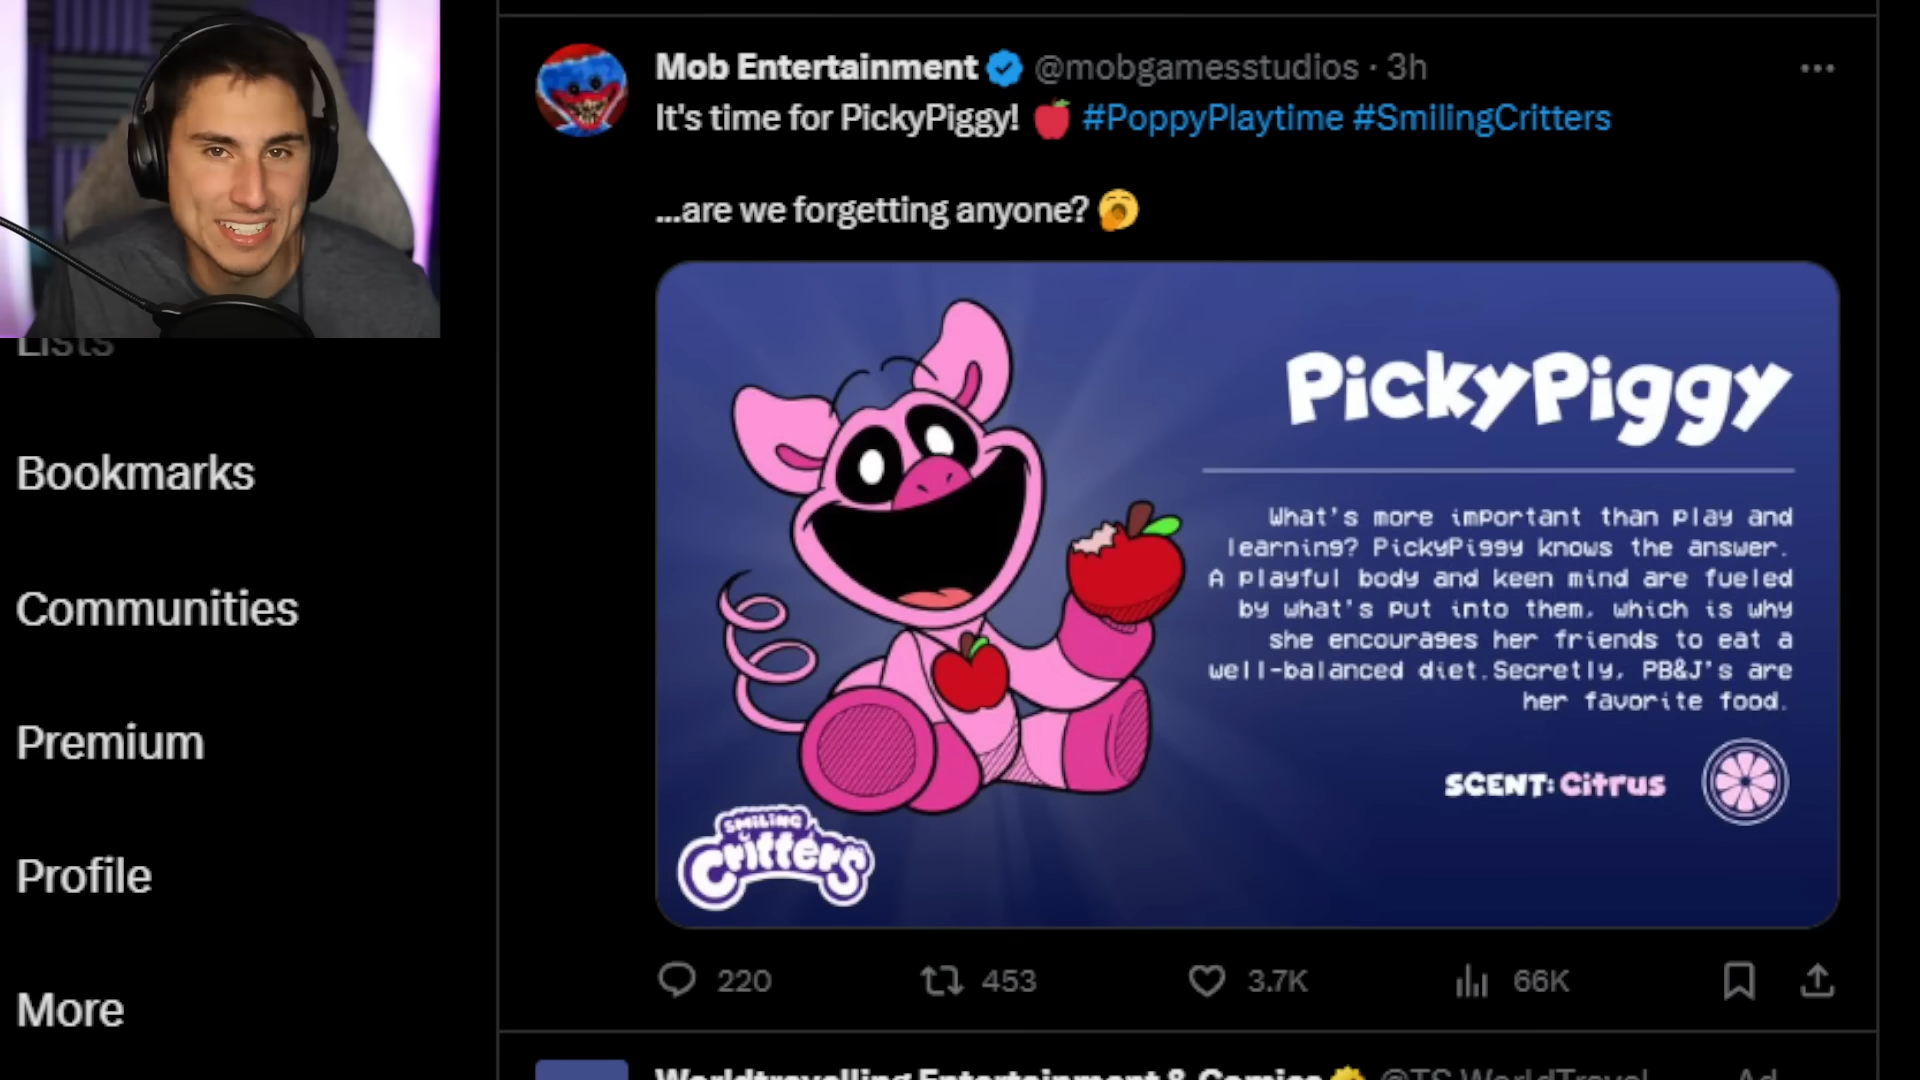 Mob Entertainment @mobgamesstudios · 3h
It's time for PickyPiggy! #PoppyPlaytime #SmilingCritters
...are we forgetting anyone?
PickyPiggy
What's more important than play and
learning? PickyPiggy knows the answer.
A playful body and keen mind are fueled
by what's put into them, which is why
she encourages her friends to eat a
well-balanced diet.Secretly, PB&J's are
her favorite food.
SCENT: Citrus
SMILING
Critters
220 453 3.7K 66K
Lists
Bookmarks
Communities
Premium
Profile
More
Worldtravelling Entertainment & Comics @TS_WorldTravel Ad